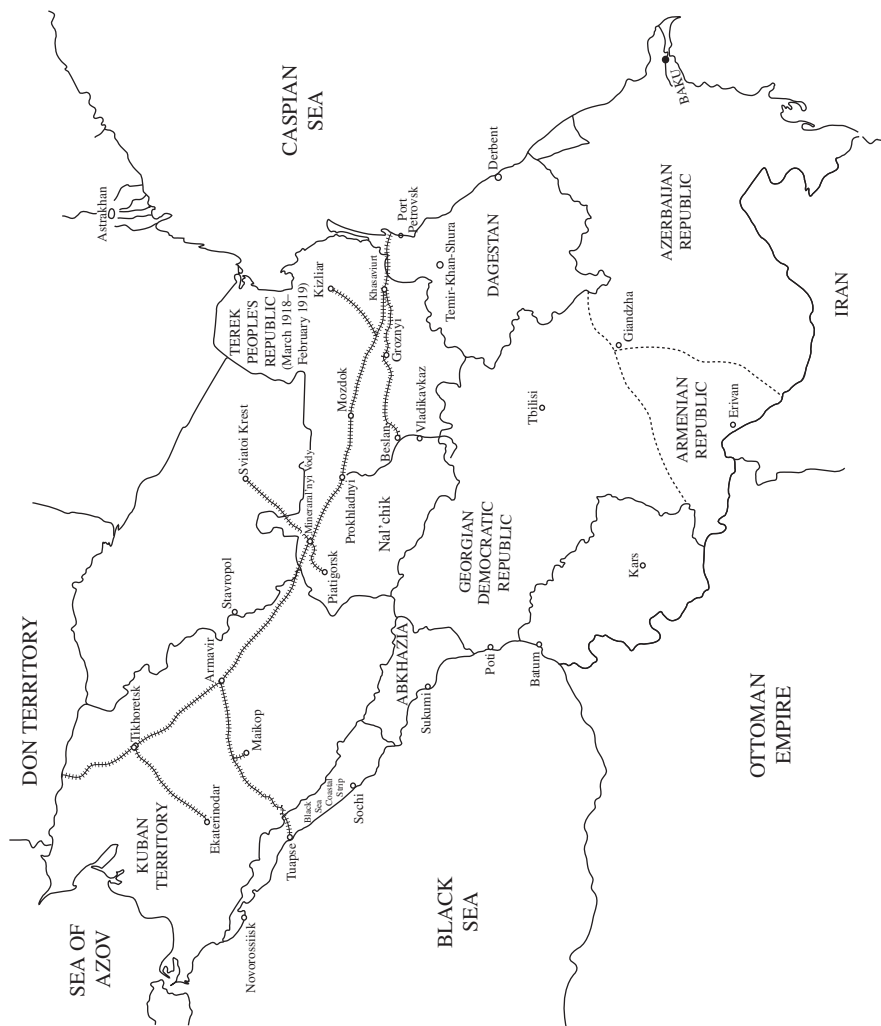 DON TERRITORY
SEA OF
AZOV
KUBAN
TERRITORY
Tikhoretsk
Ekaterinodar
Novorossiisk
Tuapse
Maikop
Armavir
Stavropol
Black
Sea
Coastal
Strip
Sochi
BLACK
SEA
ABKHAZIA
Sukumi
Poti
Batum
Sviatoi Krest
Mineraral'nyi Vody
Piatigorsk
Prokhladnyi
Nal'chik
Mozdok
Beslan
Vladikavkaz
Groznyi
Khasaviurt
Kizliar
TEREK
PEOPLE'S
REPUBLIC
(March 1918–
February 1919)
Astrakhan
CASPIAN
SEA
Port
Petrovsk
Temir-Khan-Shura
DAGESTAN
Derbent
GEORGIAN
DEMOCRATIC
REPUBLIC
Tbilisi
Kars
ARMENIAN
REPUBLIC
Erivan
Giandzha
AZERBAIJAN
REPUBLIC
BAKU
OTTOMAN
EMPIRE
IRAN